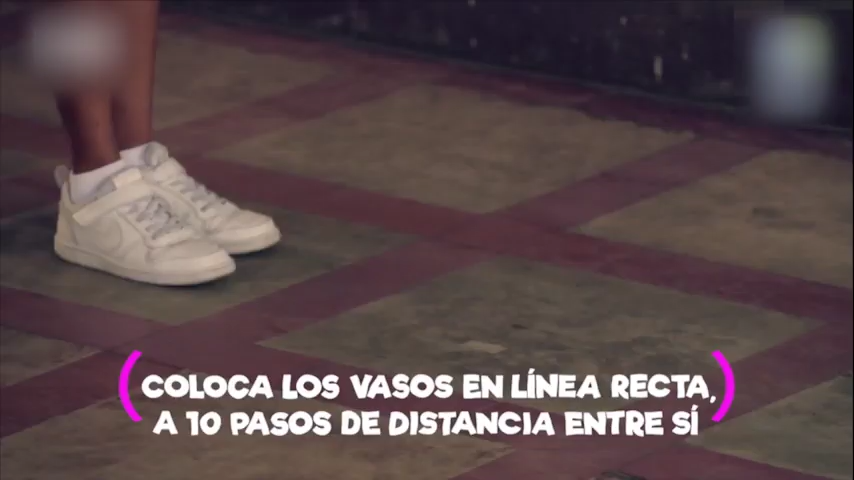 COLOCA LOS VASOS EN LÍNEA RECTA,
A 10 PASOS DE DISTANCIA ENTRE SÍ